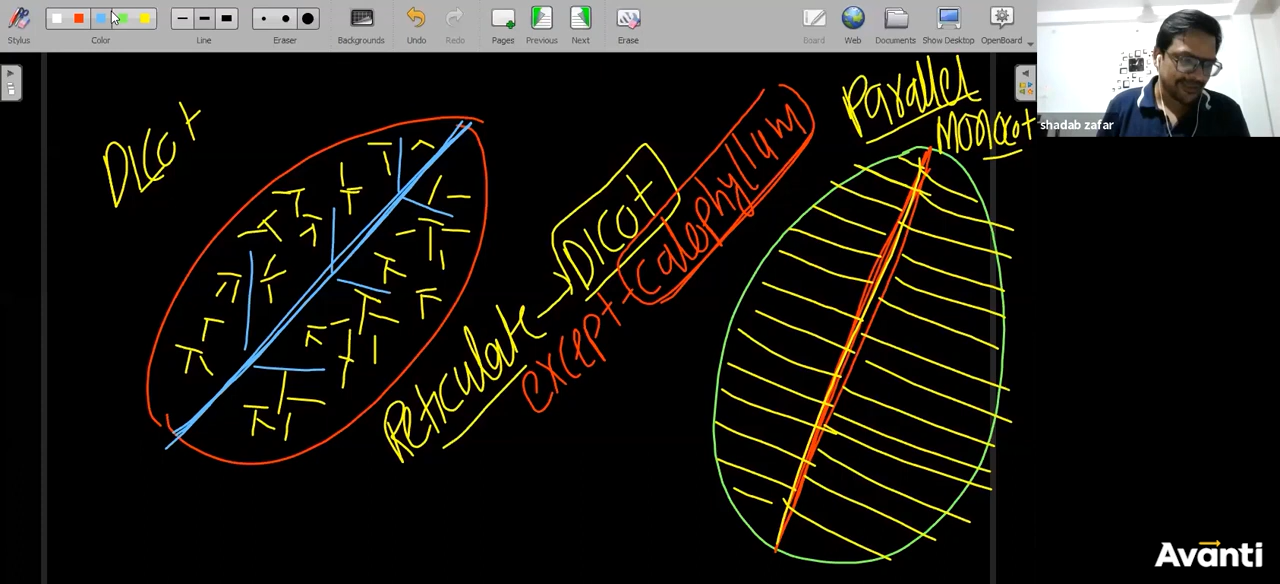 Stylus
Color
Line
Eraser
Backgrounds
Undo
Redo
Pages
Previous
Next
Erase
Board
Web
Documents
Show Desktop
OpenBoard
shadab zafar
DICOT
Reticulate → DICOT
except - Calophyllum
Parallel
Monocot
Avanti